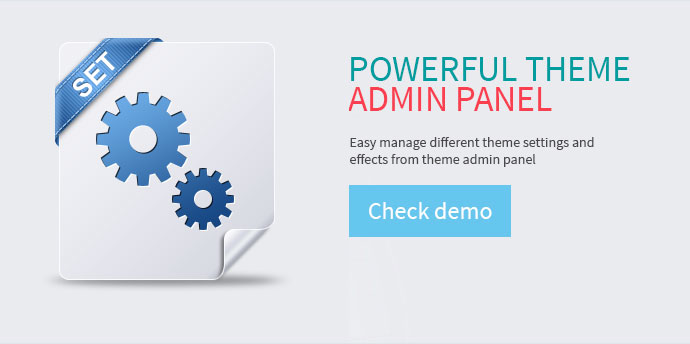 SET
POWERFUL THEME
ADMIN PANEL
Easy manage different theme settings and
effects from theme admin panel
Check demo